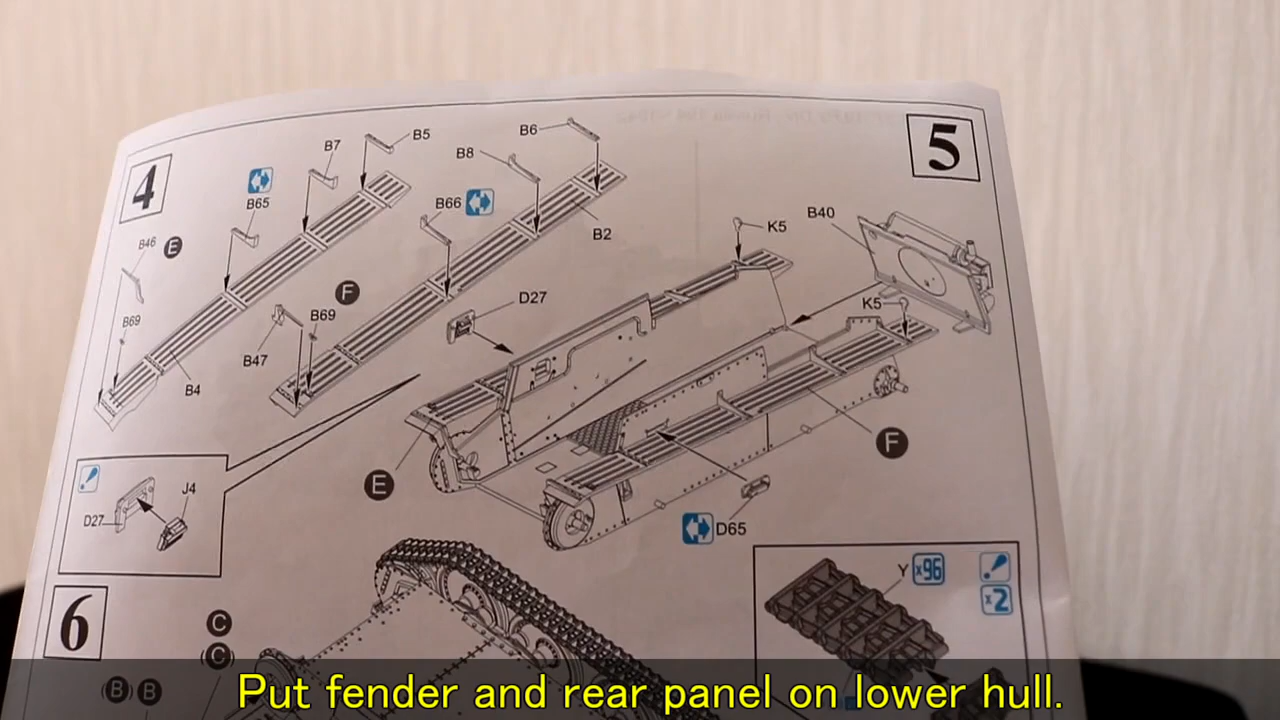 4
5
B7
B5
B6
B8
B65
B66
B46 E
B2
K5
B40
F
D27
K5
B69
B69
B47
B4
E
F
J4
D27
D65
Y x96
x2
6
C
(C)
(B) B
Put fender and rear panel on lower hull.